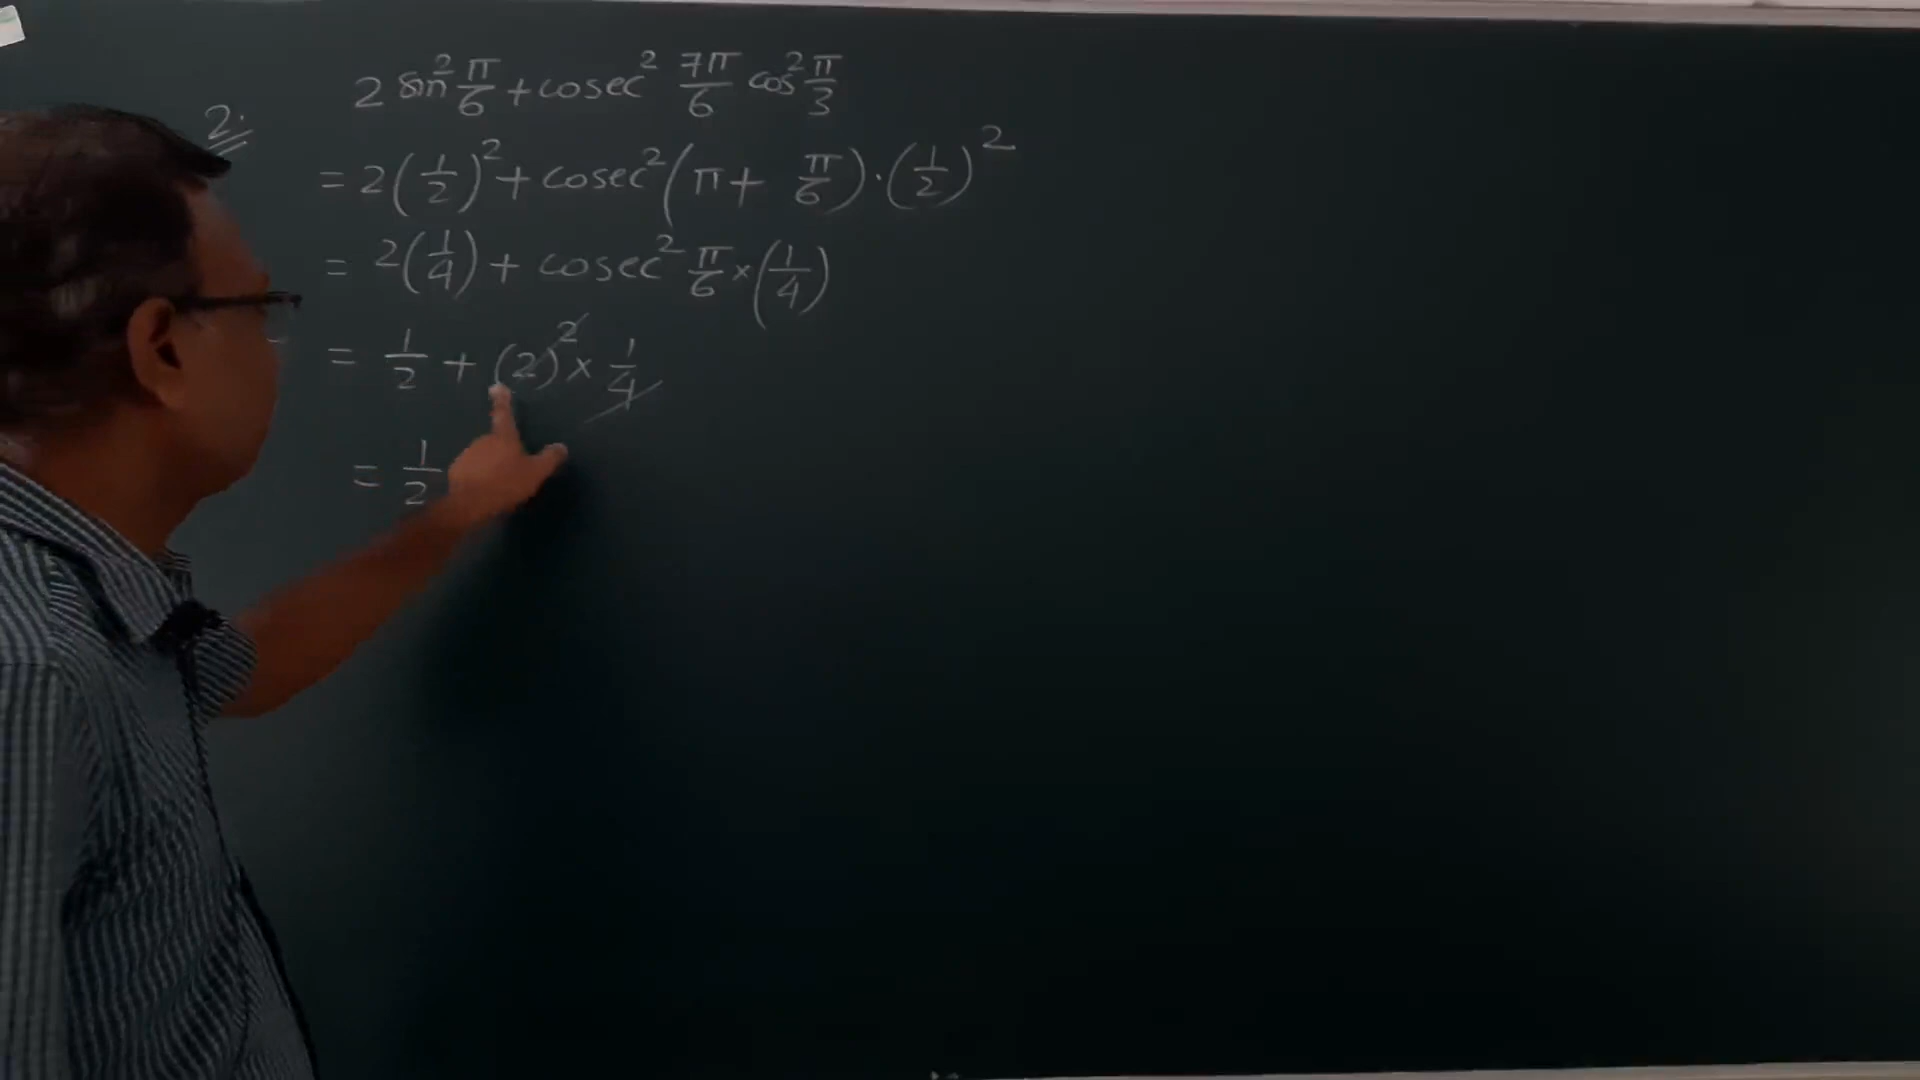 2 sin² π/6 + cosec² 7π/6 cos² π/3
2.
= 2(1/2)² + cosec²(π + π/6)·(1/2)²
= 2(1/4) + cosec² π/6 × (1/4)
= 1/2 + (2)² × 1/4
= 1/2